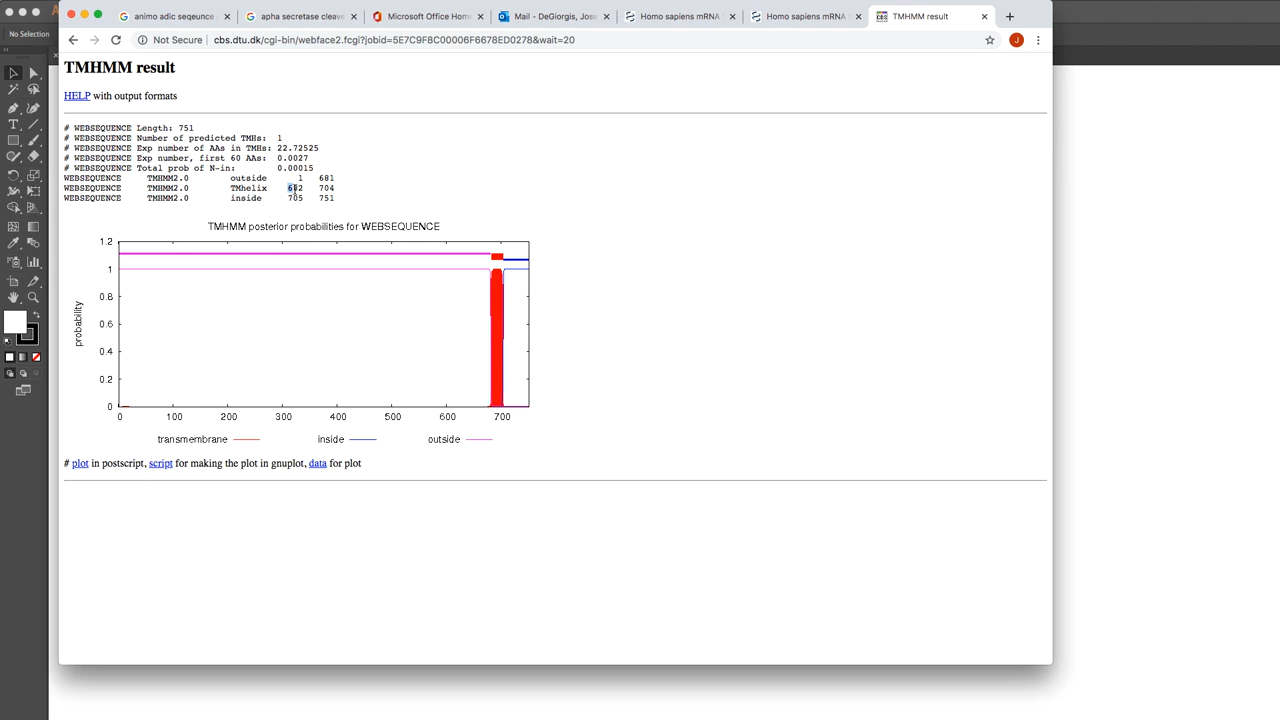 A
No Selection
animo adic seqeunce c
apha secretase cleave
Microsoft Office Home
Mail - DeGiorgis, Jose
Homo sapiens mRNA
Homo sapiens mRNA
CBS TMHMM result
Not Secure cbs.dtu.dk/cgi-bin/webface2.fcgi?jobid=5E7C9F8C00006F6678ED0278&wait=20
J
TMHMM result
HELP with output formats
# WEBSEQUENCE Length: 751
# WEBSEQUENCE Number of predicted TMHs: 1
# WEBSEQUENCE Exp number of AAs in TMHs: 22.72525
# WEBSEQUENCE Exp number, first 60 AAs: 0.0027
# WEBSEQUENCE Total prob of N-in: 0.00015
WEBSEQUENCE TMHMM2.0 outside 1 681
WEBSEQUENCE TMHMM2.0 TMhelix 682 704
WEBSEQUENCE TMHMM2.0 inside 705 751
TMHMM posterior probabilities for WEBSEQUENCE
1.2
1
0.8
0.6
0.4
0.2
0
probability
0 100 200 300 400 500 600 700
transmembrane inside outside
# plot in postscript, script for making the plot in gnuplot, data for plot